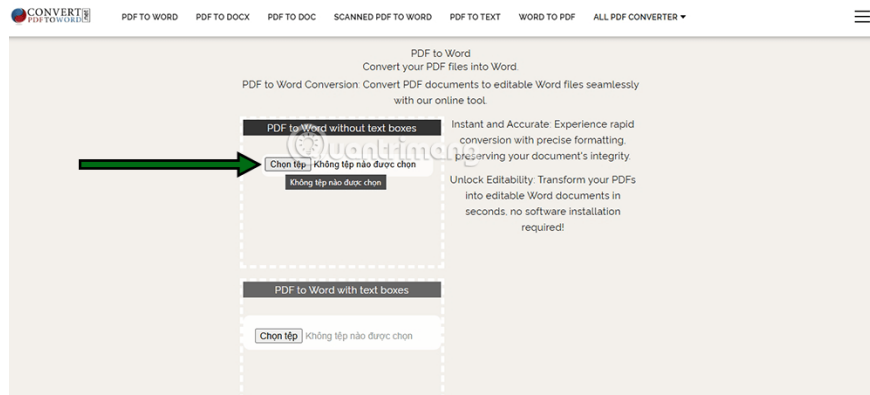 CONVERT
PDFTOWORD.NET
PDF TO WORD PDF TO DOCX PDF TO DOC SCANNED PDF TO WORD PDF TO TEXT WORD TO PDF ALL PDF CONVERTER
PDF to Word
Convert your PDF files into Word.
PDF to Word Conversion: Convert PDF documents to editable Word files seamlessly
with our online tool.
PDF to Word without text boxes
Chọn tệp Không tệp nào được chọn
Không tệp nào được chọn
Quantrimang
Instant and Accurate: Experience rapid
conversion with precise formatting,
preserving your document's integrity.
Unlock Editability: Transform your PDFs
into editable Word documents in
seconds, no software installation
required!
PDF to Word with text boxes
Chọn tệp Không tệp nào được chọn